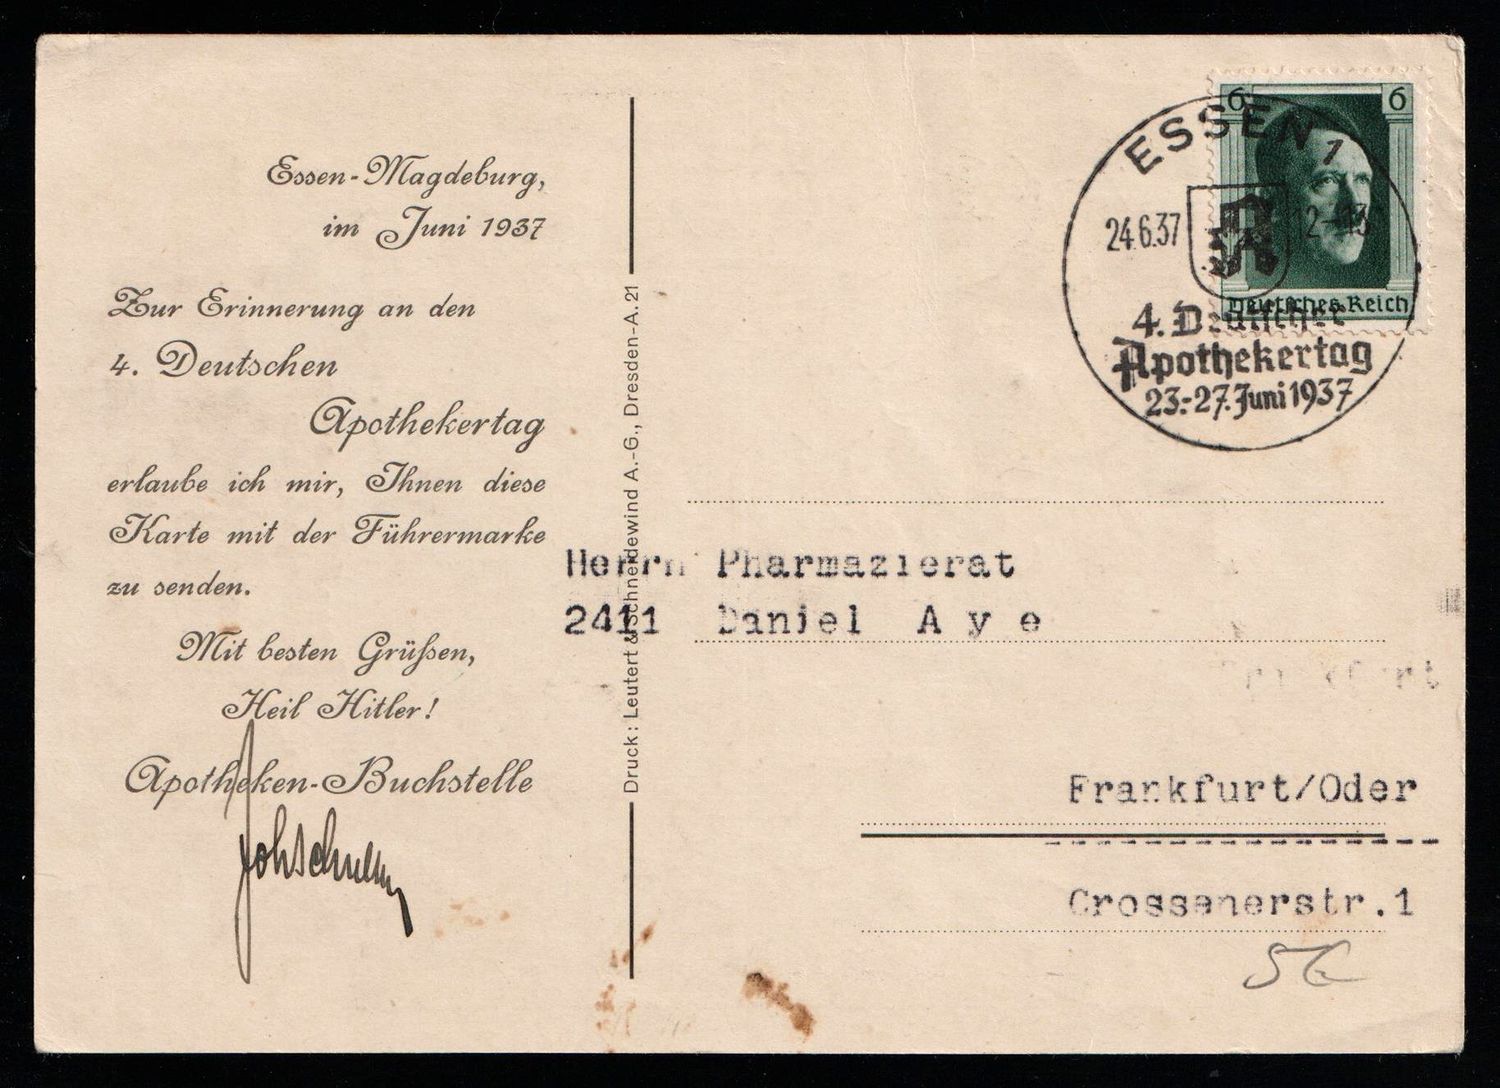 Essen-Magdeburg,
im Juni 1937
Zur Erinnerung an den
4. Deutschen
Apothekertag
erlaube ich mir, Ihnen diese
Karte mit der Führermarke
zu senden.
Mit besten Grüßen,
Heil Hitler!
Apotheken-Buchstelle
Druck: Leutert & Schneidewind A.-G., Dresden-A. 21
6 6
Deutsches Reich
ESSEN 1
24.6.37 12-13
4. Deutscher
Apothekertag
23.-27. Juni 1937
Herrn Pharmazierat
2411 Daniel Aye
Frankfurt
Frankfurt/Oder
Crossenerstr.1